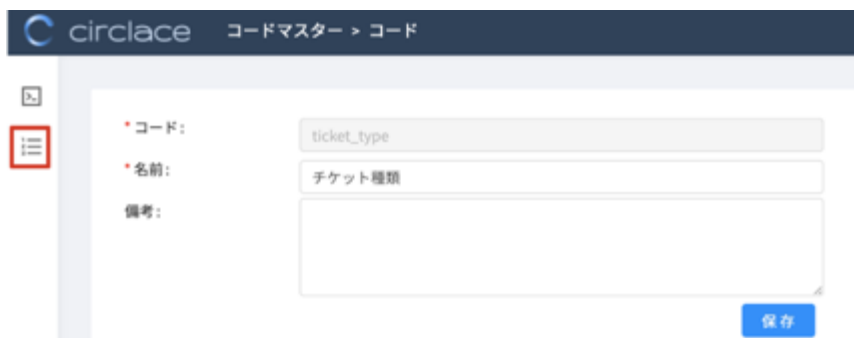 circlace コードマスター > コード
* コード:
ticket_type
* 名前:
チケット種類
備考:
保存